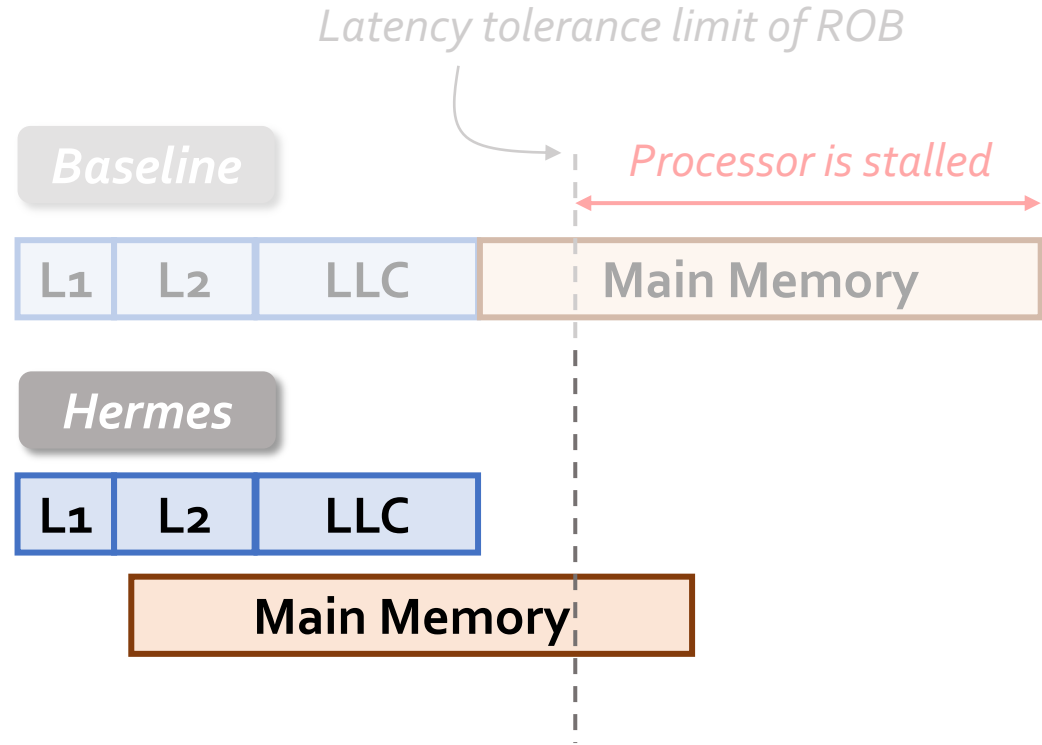 Latency tolerance limit of ROB
Baseline
Processor is stalled
L1 L2 LLC Main Memory
Hermes
L1 L2 LLC
Main Memory